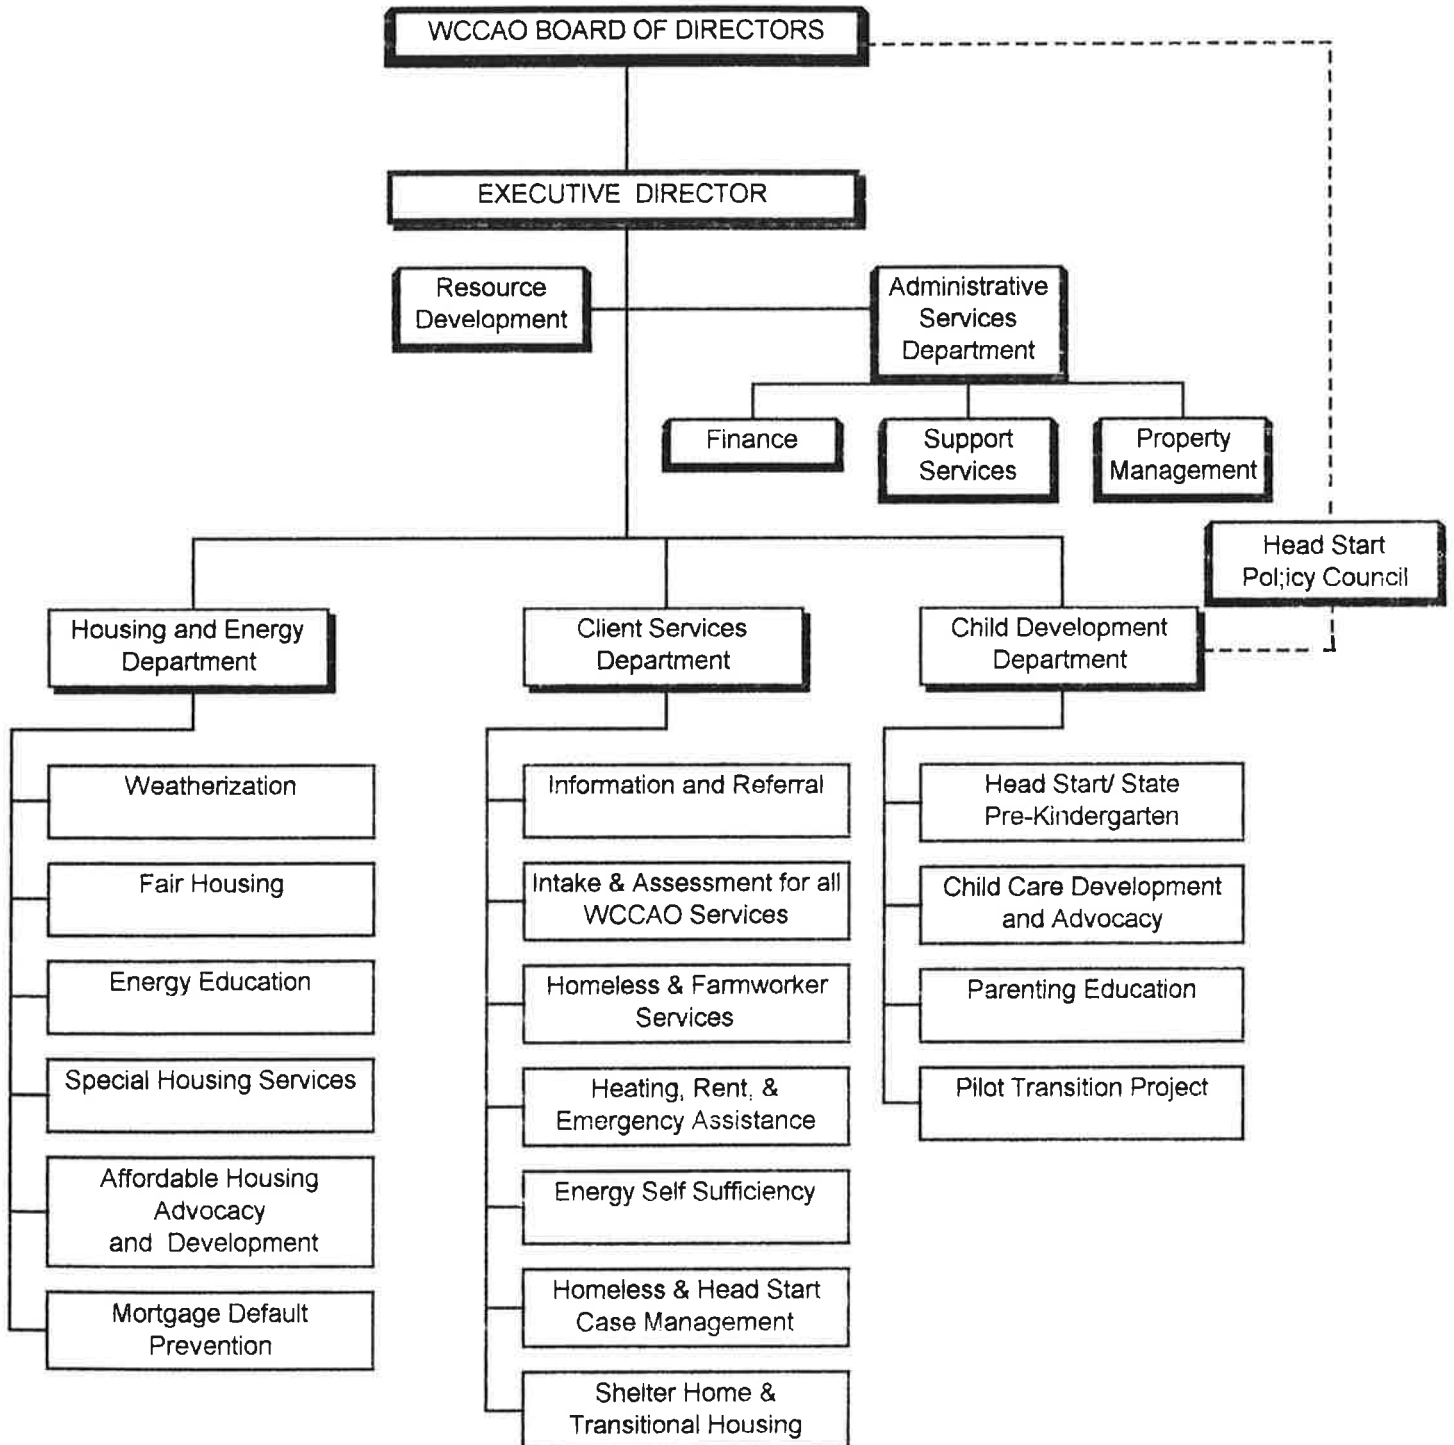 WCCAO BOARD OF DIRECTORS
EXECUTIVE DIRECTOR
Resource
Development
Administrative
Services
Department
Finance
Support
Services
Property
Management
Head Start
Pol;icy Council
Housing and Energy
Department
Client Services
Department
Child Development
Department
Weatherization
Fair Housing
Energy Education
Special Housing Services
Affordable Housing
Advocacy
and Development
Mortgage Default
Prevention
Information and Referral
Intake & Assessment for all
WCCAO Services
Homeless & Farmworker
Services
Heating, Rent, &
Emergency Assistance
Energy Self Sufficiency
Homeless & Head Start
Case Management
Shelter Home &
Transitional Housing
Head Start/ State
Pre-Kindergarten
Child Care Development
and Advocacy
Parenting Education
Pilot Transition Project